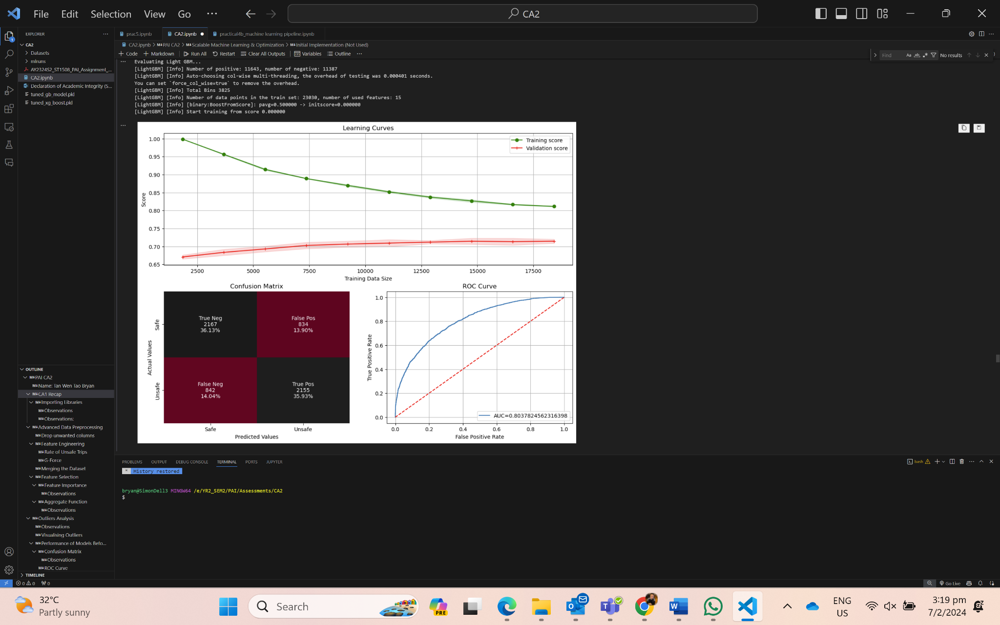 File Edit Selection View Go ···
CA2
EXPLORER
CA2
Datasets
mlruns
AY2324S2_ST1508_PAI_Assignment_...
CA2.ipynb
Declaration of Academic Integrity (S...
tuned_gb_model.pkl
tuned_xg_boost.pkl
prac5.ipynb
CA2.ipynb
practical4b_machine learning pipeline.ipynb
CA2.ipynb > M↓PAI CA2 > M↓Scalable Machine Learning & Optimization > M↓Initial Implementation (Not Used)
+ Code + Markdown Run All Restart Clear All Outputs Variables Outline ···
Find Aa ab No results
Evaluating Light GBM...
[LightGBM] [Info] Number of positive: 11643, number of negative: 11387
[LightGBM] [Info] Auto-choosing col-wise multi-threading, the overhead of testing was 0.000401 seconds.
You can set `force_col_wise=true` to remove the overhead.
[LightGBM] [Info] Total Bins 3825
[LightGBM] [Info] Number of data points in the train set: 23030, number of used features: 15
[LightGBM] [Info] [binary:BoostFromScore]: pavg=0.500000 -> initscore=0.000000
[LightGBM] [Info] Start training from score 0.000000
Learning Curves
Training score
Validation score
Score
1.00
0.95
0.90
0.85
0.80
0.75
0.70
0.65
2500 5000 7500 10000 12500 15000 17500
Training Data Size
Confusion Matrix
Actual Values
Safe
Unsafe
True Neg
2167
36.13%
False Pos
834
13.90%
False Neg
842
14.04%
True Pos
2155
35.93%
Safe Unsafe
Predicted Values
ROC Curve
True Positive Rate
1.0
0.8
0.6
0.4
0.2
0.0
AUC=0.8037824562316398
0.0 0.2 0.4 0.6 0.8 1.0
False Positive Rate
OUTLINE
M↓PAI CA2
M↓Name: Tan Wen Tao Bryan
M↓CA1 Recap
M↓Importing Libraries
M↓Observations
M↓Observations:
M↓Advanced Data Preprocessing
M↓Drop unwanted columns
M↓Feature Engineering
M↓Rate of Unsafe Trips
M↓G-Force
M↓Merging the Dataset
M↓Feature Selection
M↓Feature Importance
M↓Observations
M↓Aggregate Function
M↓Observations
M↓Outliers Analysis
M↓Observations
M↓Visualising Outliers
M↓Performance of Models Befo...
M↓Confusion Matrix
M↓Observations
M↓ROC Curve
TIMELINE
PROBLEMS OUTPUT DEBUG CONSOLE TERMINAL PORTS JUPYTER
bash
* History restored
bryan@SimonDell3 MINGW64 /e/YR2_SEM2/PAI/Assessments/CA2
$
0 0 0
Go Live
32°C
Partly sunny
Search
PRE
ENG
US
3:19 pm
7/2/2024